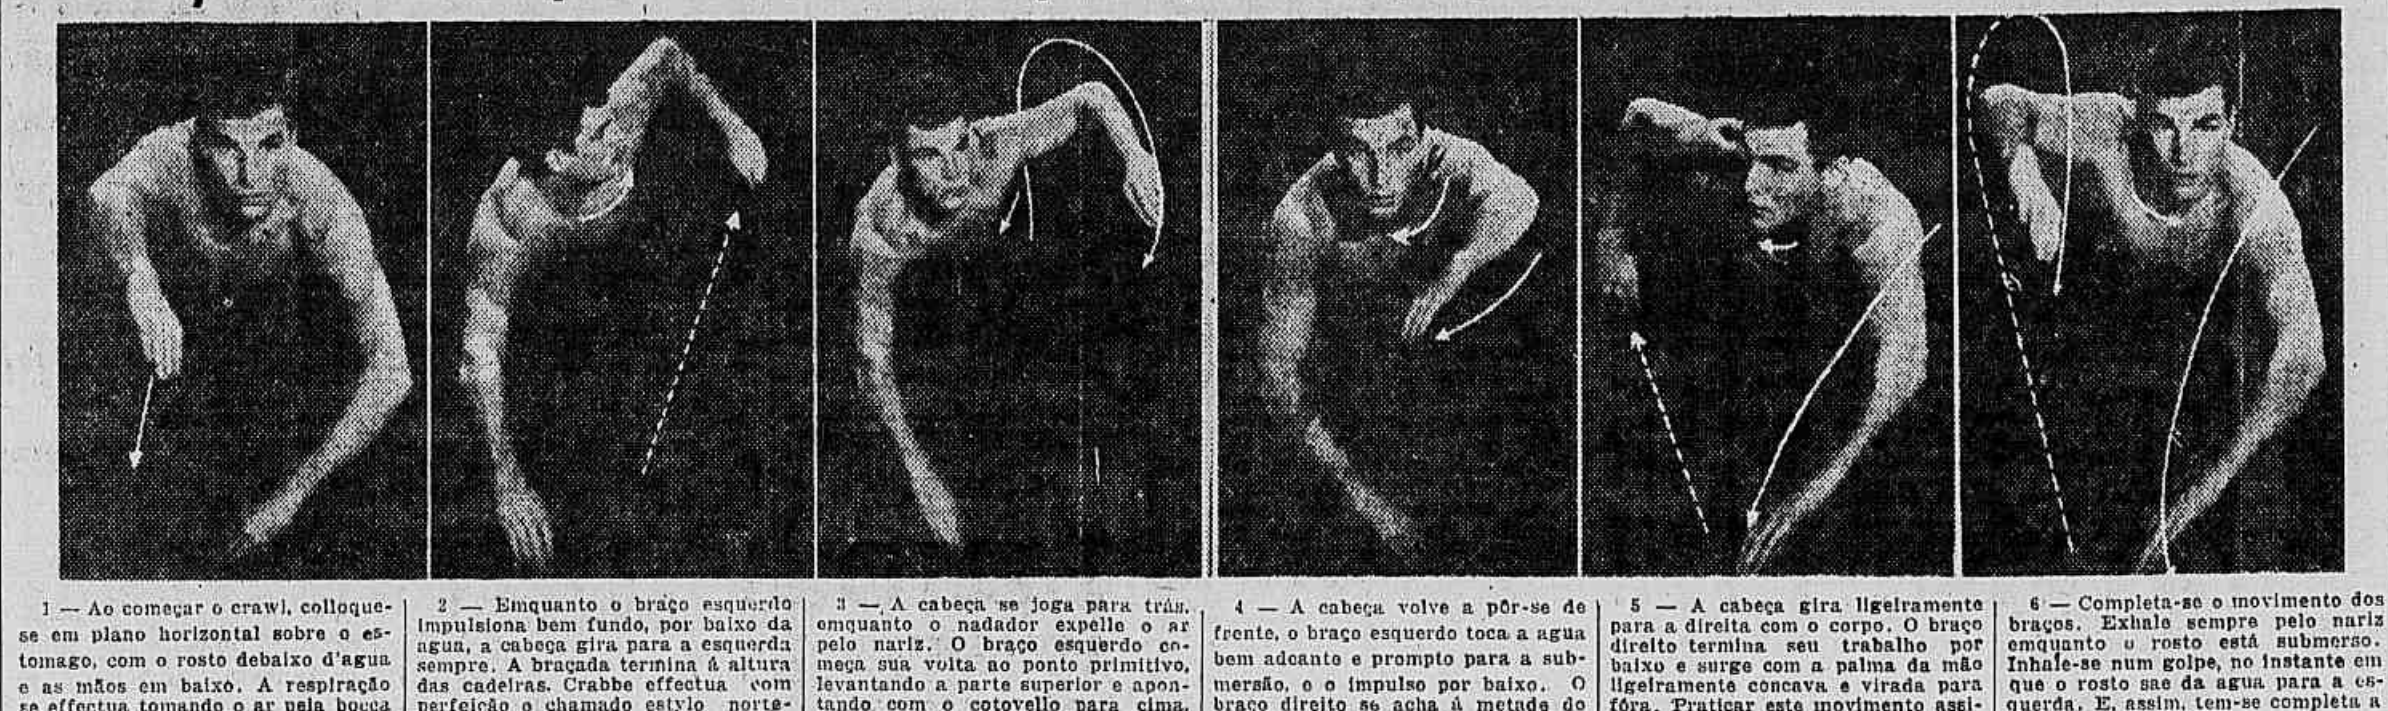 1 — Ao começar o crawl, colloque-
se em plano horizontal sobre o es-
tomago, com o rosto debaixo d'agua
e as mãos em baixo. A respiração
se effectua tomando o ar pela bocca
2 — Emquanto o braço esquerdo
impulsiona bem fundo, por baixo da
agua, a cabeça gira para a esquerda
sempre. A braçada termina á altura
das cadeiras. Crabbe effectua com
perfeição o chamado estylo norte-
3 — A cabeça se joga para trás,
emquanto o nadador expelle o ar
pelo nariz. O braço esquerdo co-
meça sua volta ao ponto primitivo,
levantando a parte superior e apon-
tando com o cotovello para cima.
4 — A cabeça volve a pôr-se de
frente, o braço esquerdo toca a agua
bem adeante e prompto para a sub-
mersão, e o impulso por baixo. O
braço direito se acha á metade do
5 — A cabeça gira ligeiramente
para a direita com o corpo. O braço
direito termina seu trabalho por
baixo e surge com a palma da mão
ligeiramente concava e virada para
fóra. Praticar este movimento assi-
6 — Completa-se o movimento dos
braços. Exhale sempre pelo nariz
emquanto o rosto está submerso.
Inhale-se num golpe, no instante em
que o rosto sae da agua para a es-
querda. E, assim, tem-se completa a